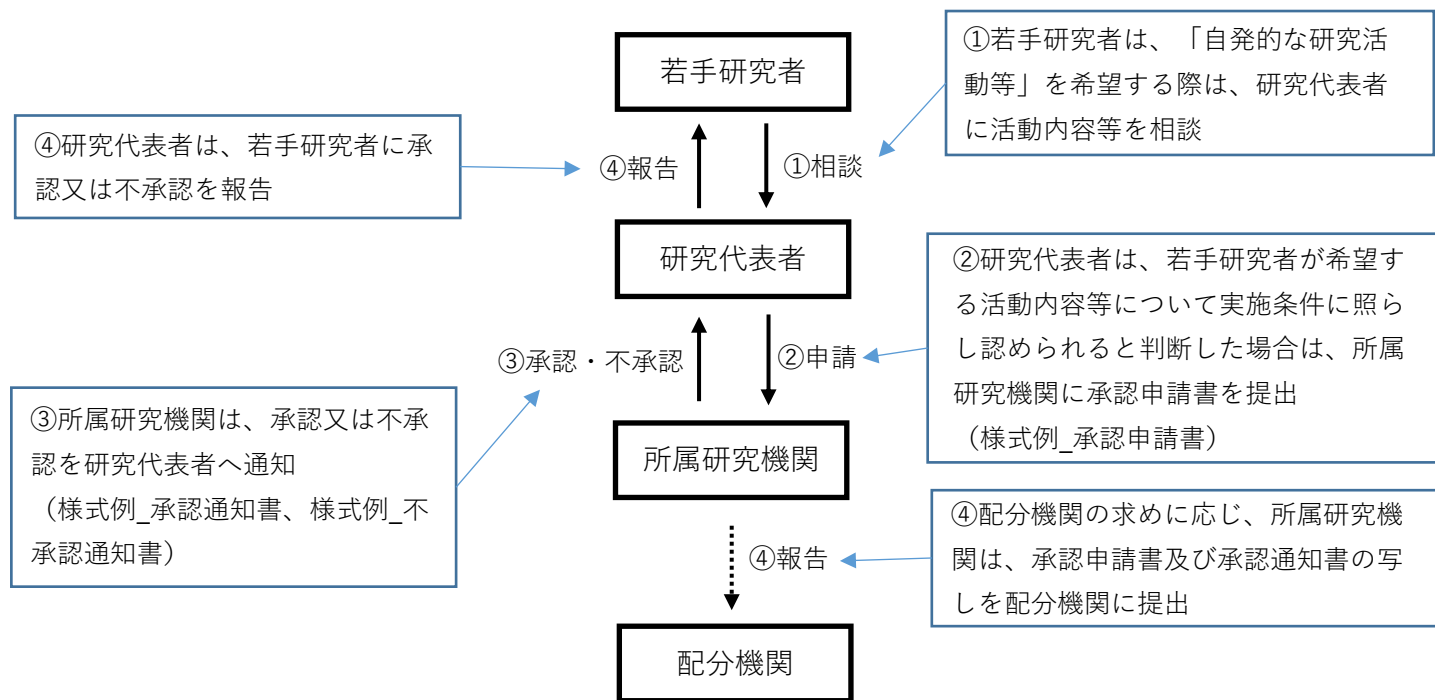 若手研究者
①若手研究者は、「自発的な研究活
動等」を希望する際は、研究代表者
に活動内容等を相談
④研究代表者は、若手研究者に承
認又は不承認を報告
④報告
①相談
研究代表者
②研究代表者は、若手研究者が希望す
る活動内容等について実施条件に照ら
し認められると判断した場合は、所属
研究機関に承認申請書を提出
（様式例_承認申請書）
③承認・不承認
②申請
③所属研究機関は、承認又は不承
認を研究代表者へ通知
（様式例_承認通知書、様式例_不
承認通知書）
所属研究機関
④配分機関の求めに応じ、所属研究機
関は、承認申請書及び承認通知書の写
しを配分機関に提出
④報告
配分機関